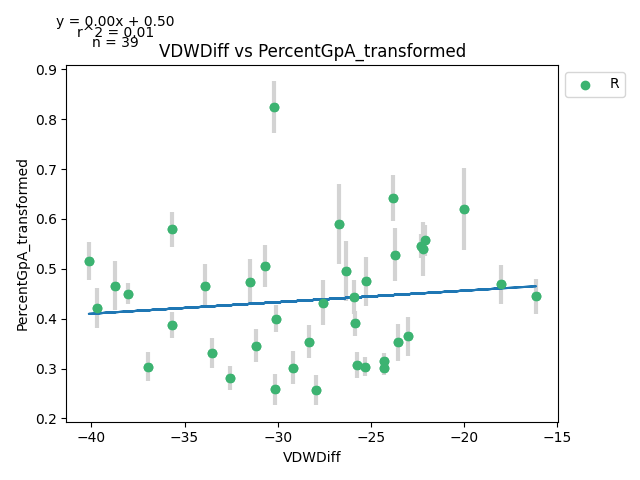 y = 0.00x + 0.50
r^2 = 0.01
n = 39
VDWDiff vs PercentGpA_transformed
R
PercentGpA_transformed
0.9
0.8
0.7
0.6
0.5
0.4
0.3
0.2
−40
−35
−30
−25
−20
−15
VDWDiff